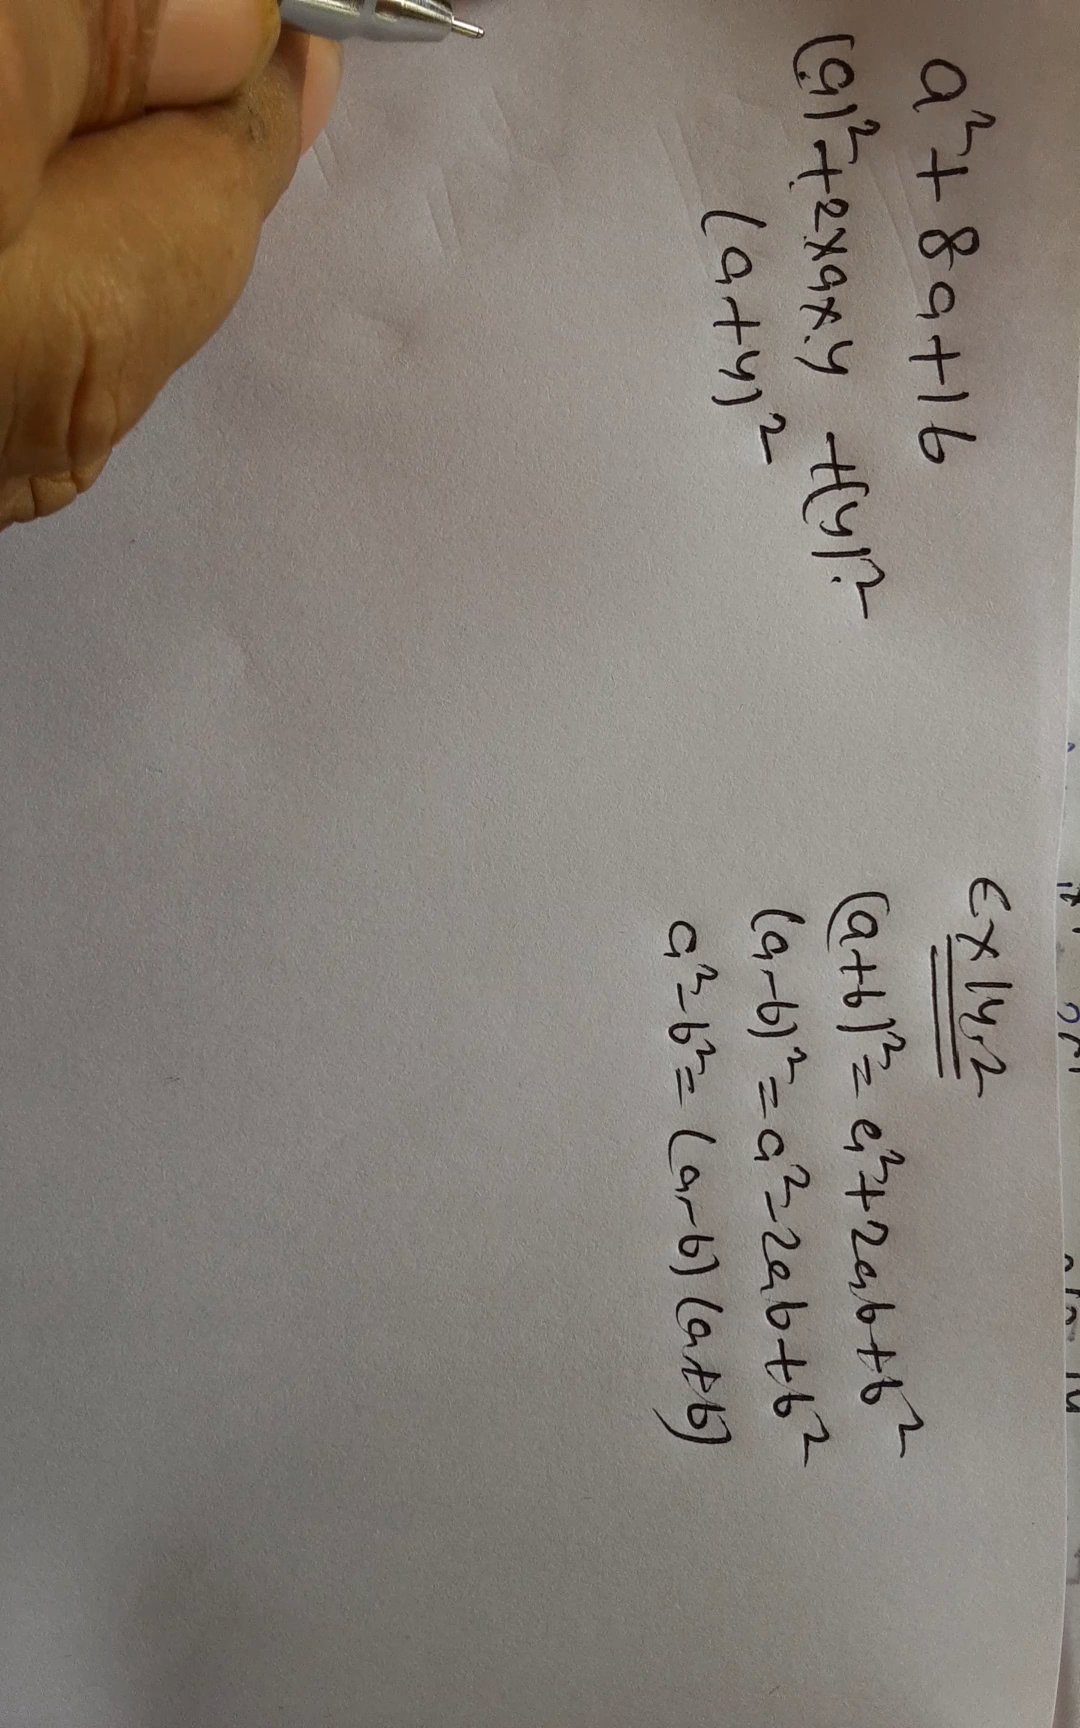 a² + 8a + 16
(a)² + 2×a×4 + (4)²
(a+4)²
Ex 14.2
(a+b)² = a² + 2ab + b²
(a-b)² = a² - 2ab + b²
a² - b² = (a-b) (a+b)